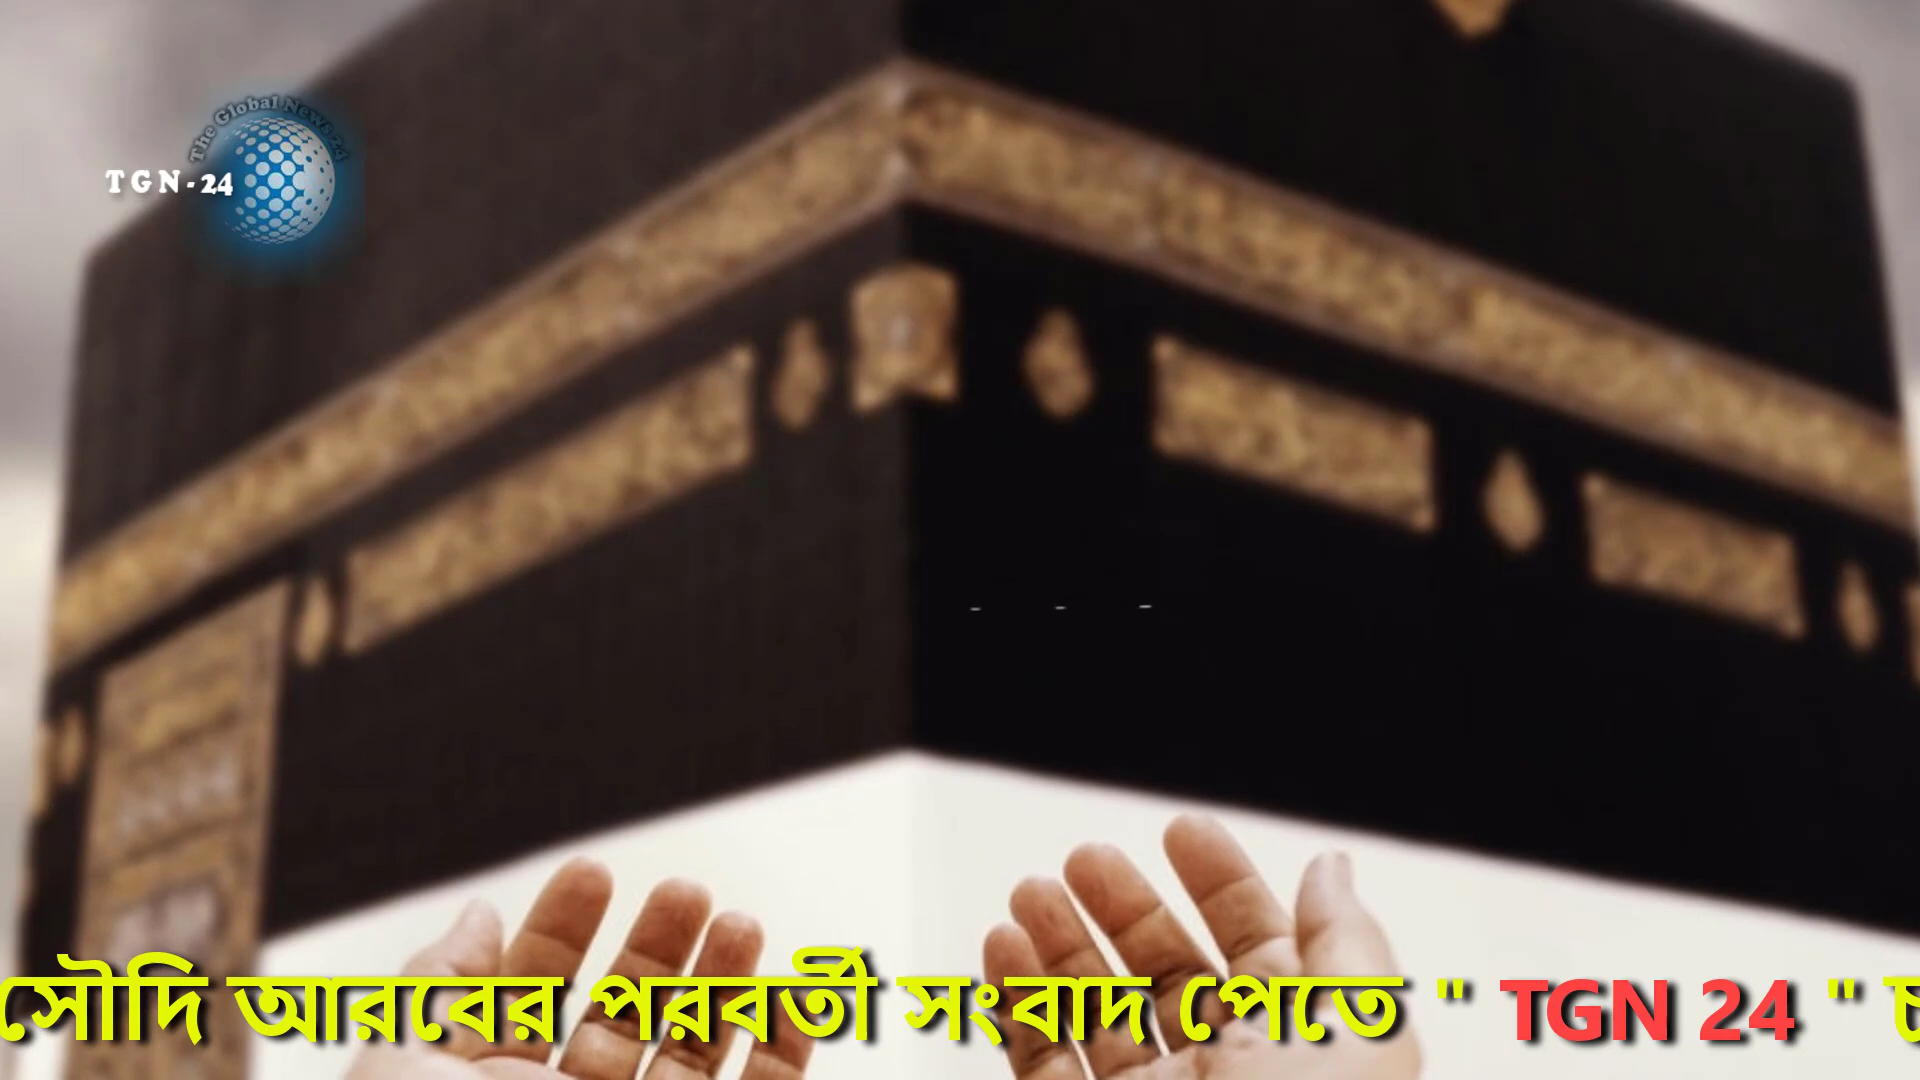 The Global News 24
TGN-24
সৌদি আরবের পরবর্তী সংবাদ পেতে " TGN 24 "